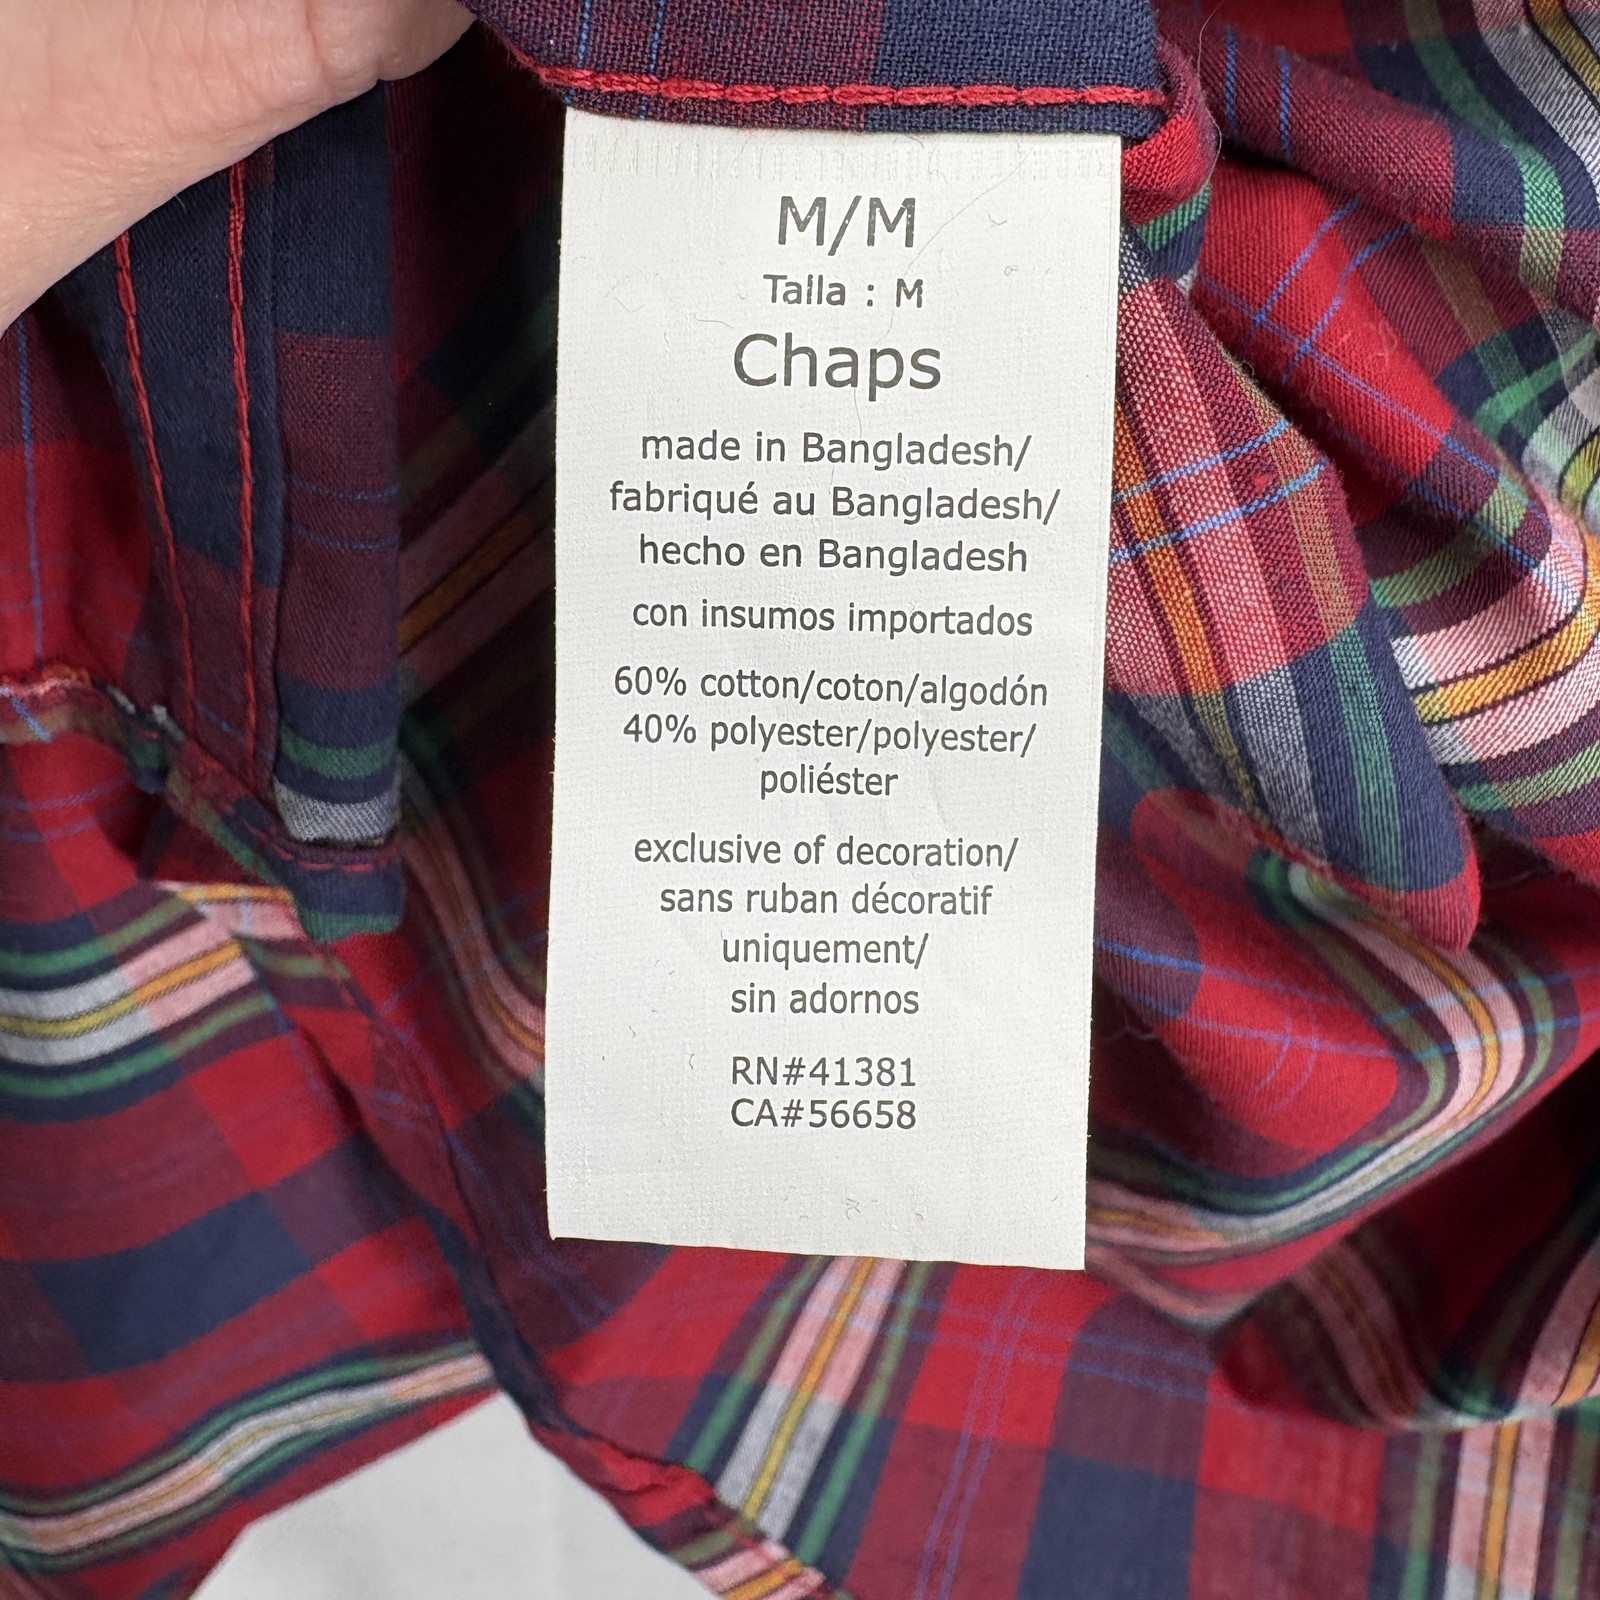 M/M
Talla : M
Chaps
made in Bangladesh/
fabriqué au Bangladesh/
hecho en Bangladesh
con insumos importados
60% cotton/coton/algodón
40% polyester/polyester/
poliéster
exclusive of decoration/
sans ruban décoratif
uniquement/
sin adornos
RN#41381
CA#56658